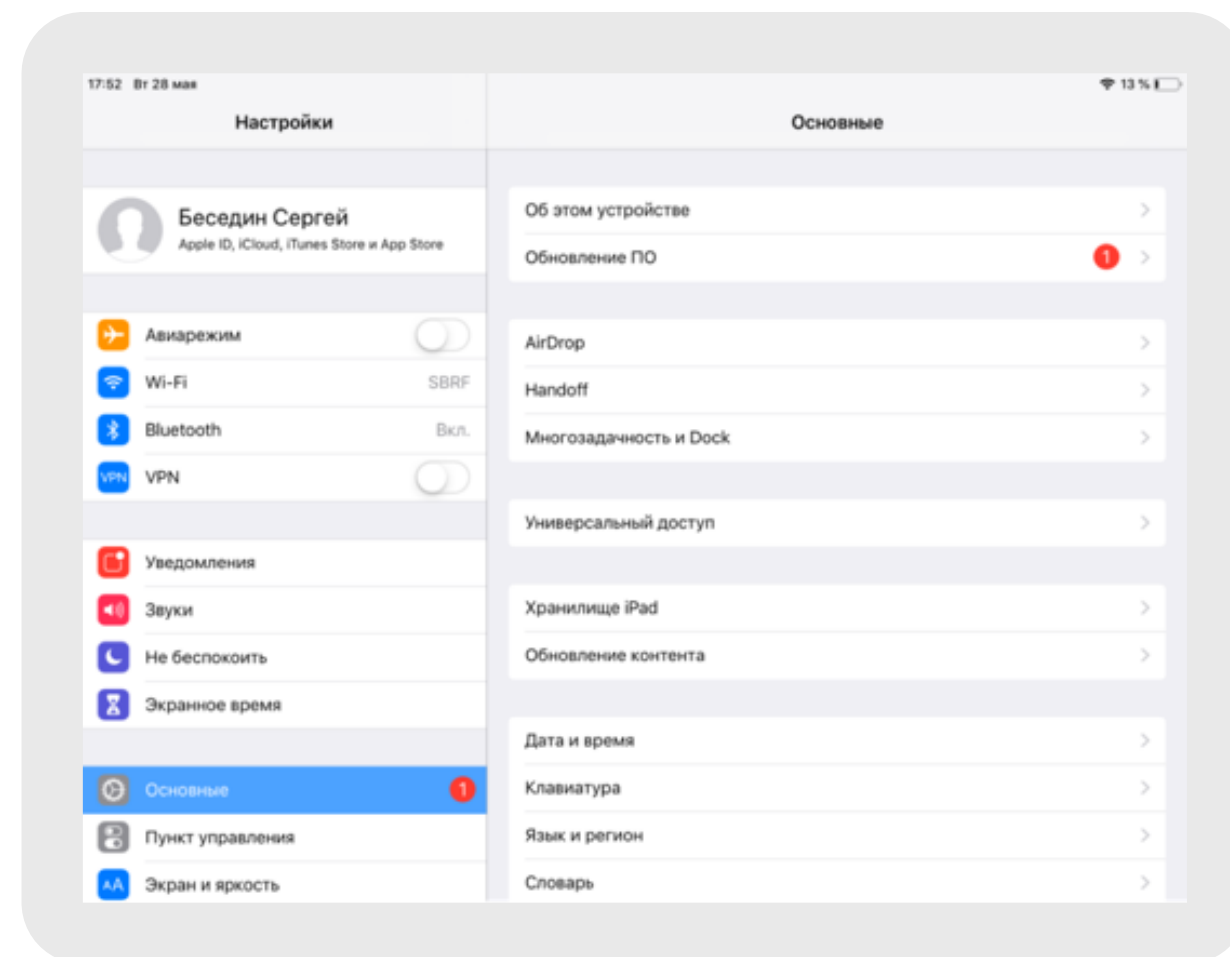 17:52 Вт 28 мая
13 %
Настройки
Беседин Сергей
Apple ID, iCloud, iTunes Store и App Store
Авиарежим
Wi-Fi SBRF
Bluetooth Вкл.
VPN VPN
Уведомления
Звуки
Не беспокоить
Экранное время
Основные 1
Пункт управления
AA Экран и яркость
Основные
Об этом устройстве
Обновление ПО 1
AirDrop
Handoff
Многозадачность и Dock
Универсальный доступ
Хранилище iPad
Обновление контента
Дата и время
Клавиатура
Язык и регион
Словарь